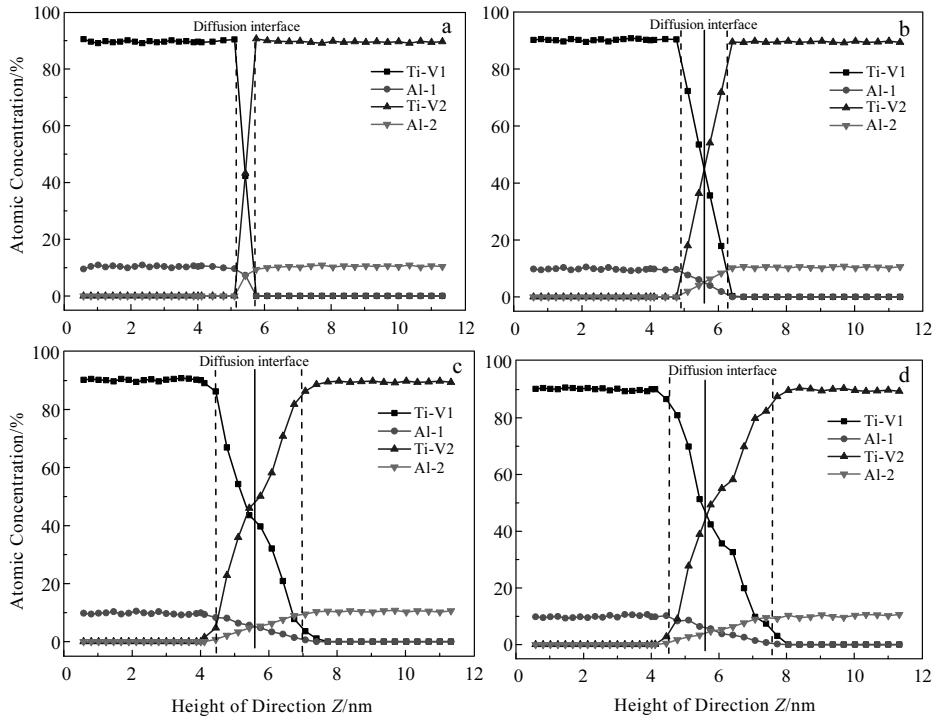 Diffusion interface
a
Atomic Concentration/%
100
80
60
40
20
0
Ti-V1
Al-1
Ti-V2
Al-2
0 2 4 6 8 10 12
Diffusion interface
b
100
80
60
40
20
0
Ti-V1
Al-1
Ti-V2
Al-2
0 2 4 6 8 10 12
Diffusion interface
c
Atomic Concentration/%
100
80
60
40
20
0
Ti-V1
Al-1
Ti-V2
Al-2
0 2 4 6 8 10 12
Height of Direction Z/nm
Diffusion interface
d
100
80
60
40
20
0
Ti-V1
Al-1
Ti-V2
Al-2
0 2 4 6 8 10 12
Height of Direction Z/nm